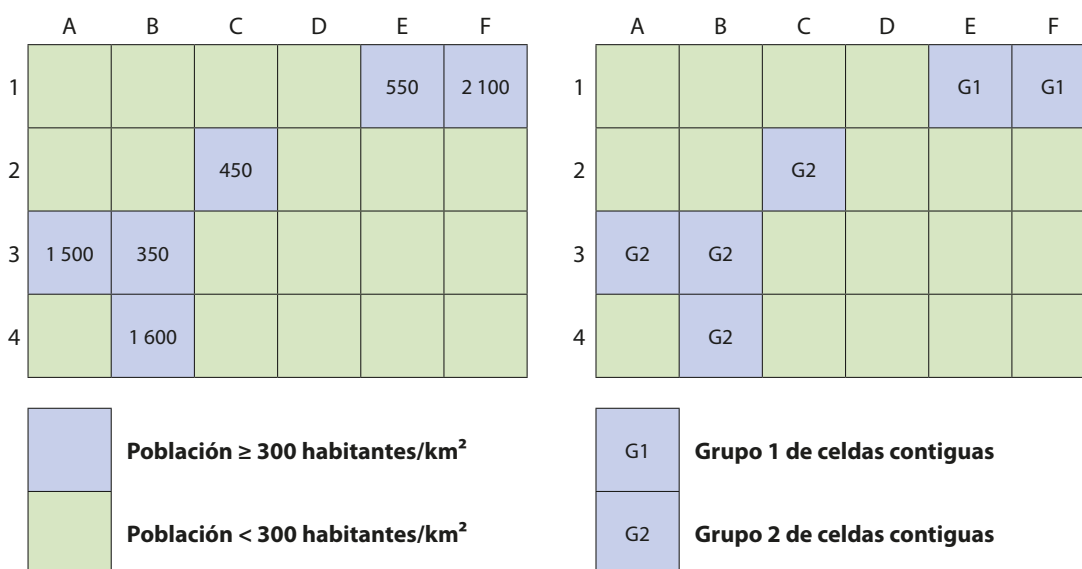 A B C D E F
1 550 2 100
2 450
3 1 500 350
4 1 600
Población ≥ 300 habitantes/km²
Población < 300 habitantes/km²
A B C D E F
1 G1 G1
2 G2
3 G2 G2
4 G2
G1 Grupo 1 de celdas contiguas
G2 Grupo 2 de celdas contiguas